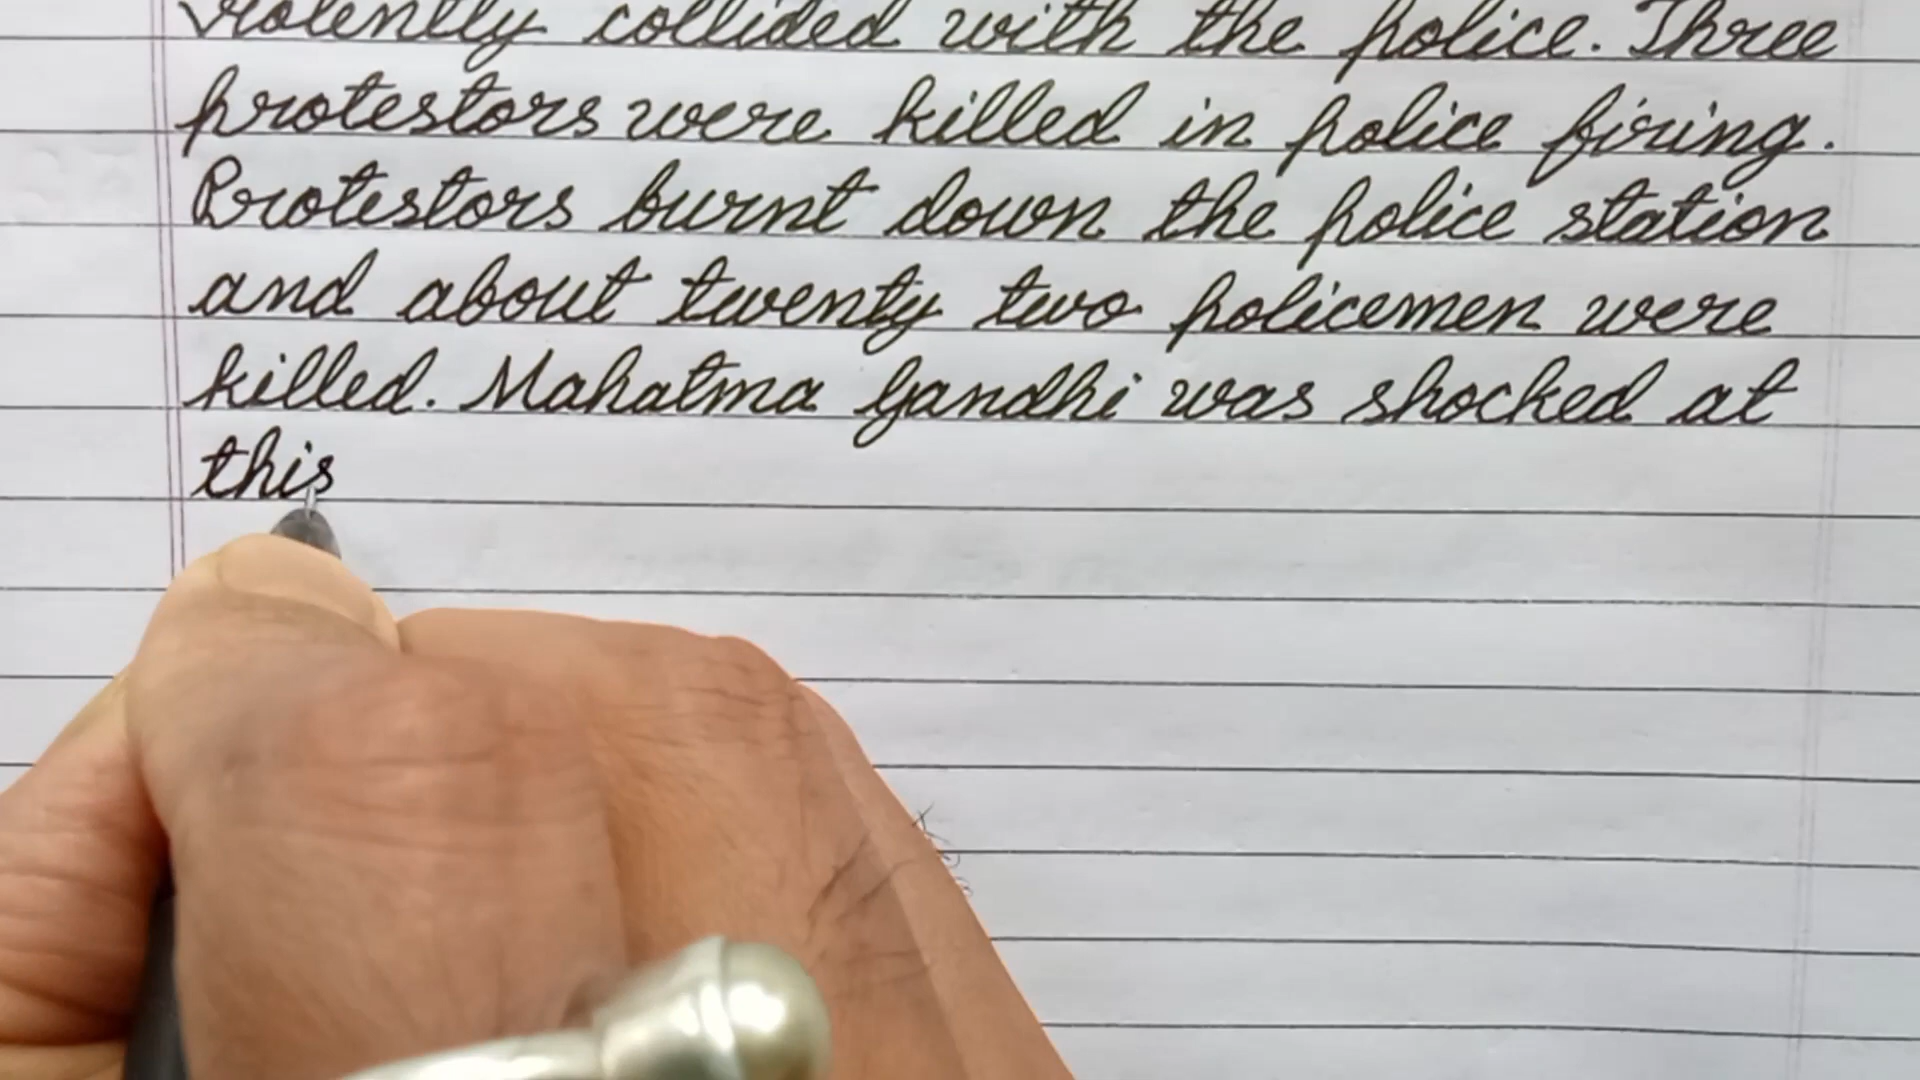 violently collided with the police. Three
protestors were killed in police firing.
Protestors burnt down the police station
and about twenty two policemen were
killed. Mahatma Gandhi was shocked at
this